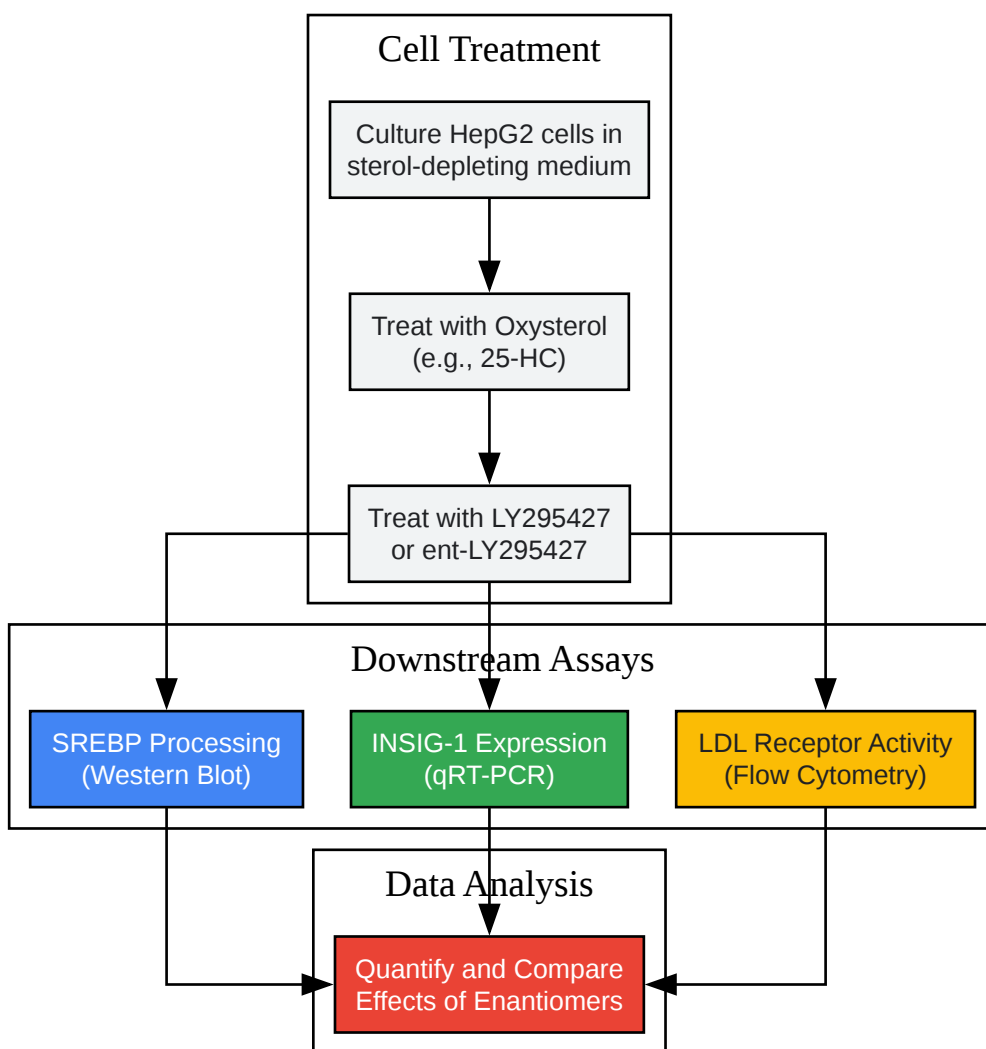 Cell Treatment
Culture HepG2 cells in
sterol-depleting medium
Treat with Oxysterol
(e.g., 25-HC)
Treat with LY295427
or ent-LY295427
Downstream Assays
SREBP Processing
(Western Blot)
INSIG-1 Expression
(qRT-PCR)
LDL Receptor Activity
(Flow Cytometry)
Data Analysis
Quantify and Compare
Effects of Enantiomers